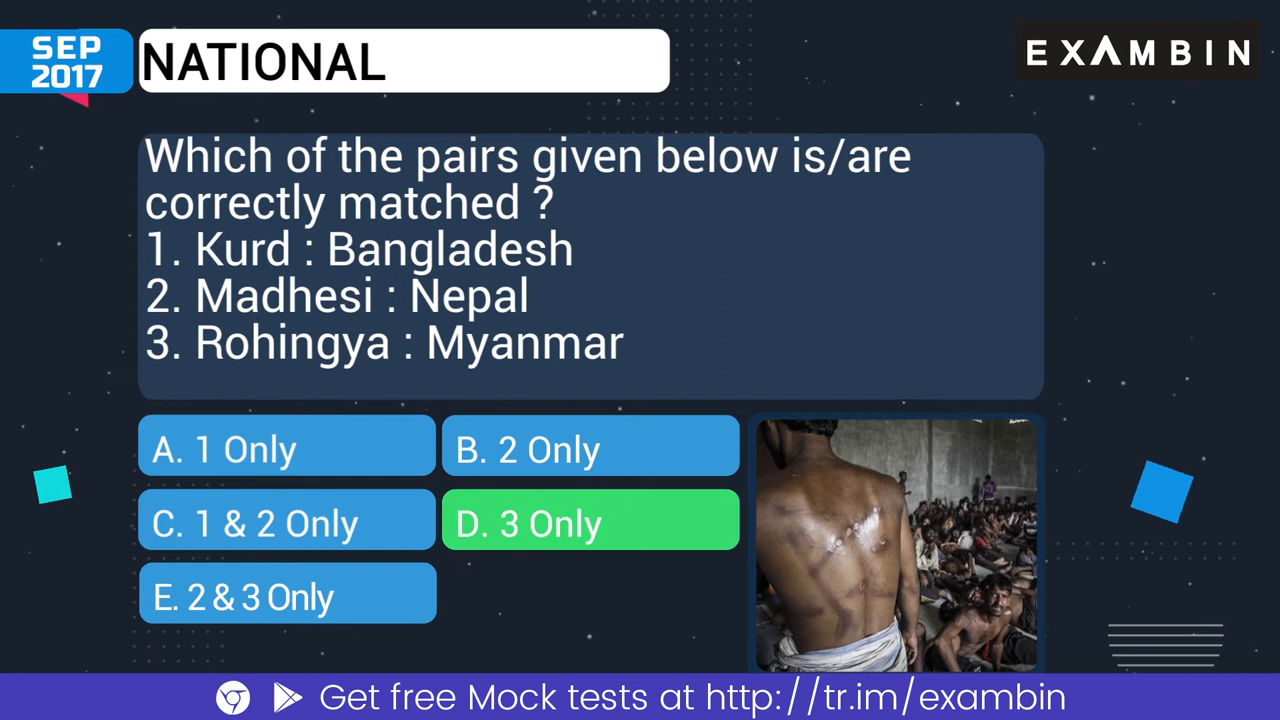 SEP
2017
NATIONAL
EXAMBIN
Which of the pairs given below is/are
correctly matched ?
1. Kurd : Bangladesh
2. Madhesi : Nepal
3. Rohingya : Myanmar
A. 1 Only
B. 2 Only
C. 1 & 2 Only
D. 3 Only
E. 2 & 3 Only
Get free Mock tests at http://tr.im/exambin